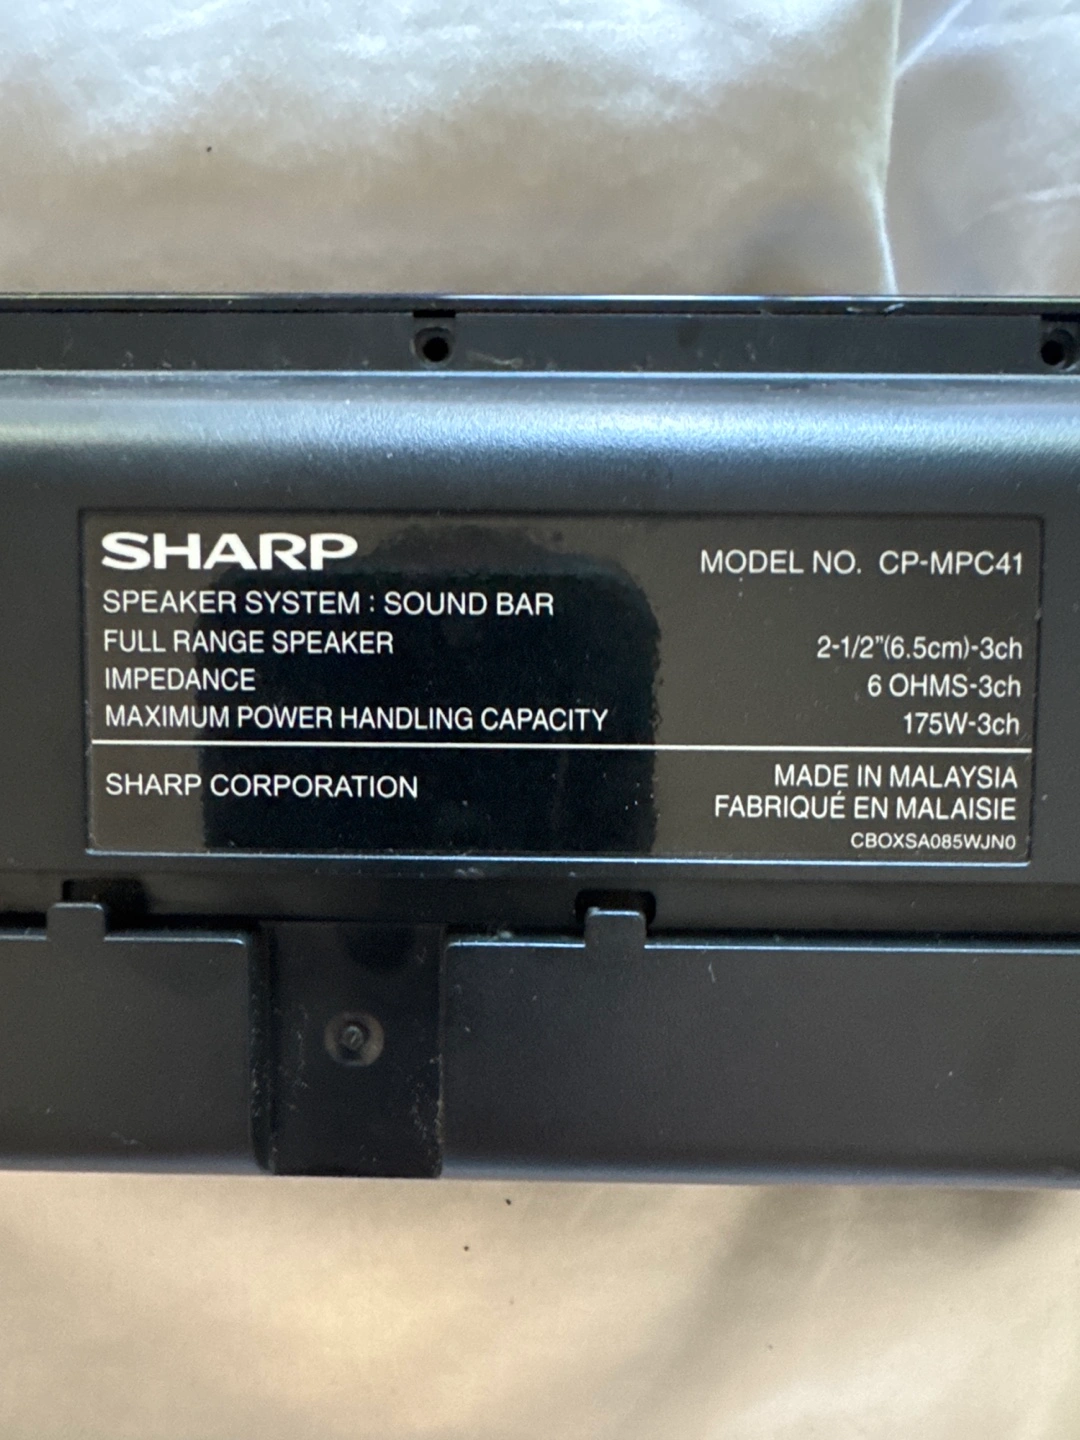 SHARP
MODEL NO. CP-MPC41
SPEAKER SYSTEM : SOUND BAR
FULL RANGE SPEAKER 2-1/2"(6.5cm)-3ch
IMPEDANCE 6 OHMS-3ch
MAXIMUM POWER HANDLING CAPACITY 175W-3ch
SHARP CORPORATION
MADE IN MALAYSIA
FABRIQUÉ EN MALAISIE
CBOXSA085WJN0